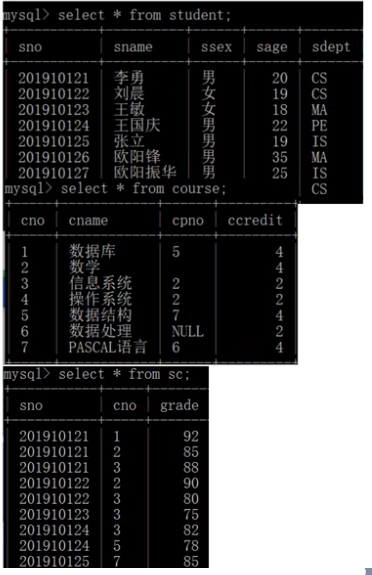 mysql> select * from student;
sno sname ssex sage sdept
201910121 李勇 男 20 CS
201910122 刘晨 女 19 CS
201910123 王敏 女 18 MA
201910124 王国庆 男 22 PE
201910125 张立 男 19 IS
201910126 欧阳锋 男 35 MA
201910127 欧阳振华 男 25 IS
mysql> select * from course; CS
cno cname cpno ccredit
1 数据库 5 4
2 数学 4
3 信息系统 2 2
4 操作系统 2 2
5 数据结构 7 4
6 数据处理 NULL 2
7 PASCAL语言 6 4
mysql> select * from sc;
sno cno grade
201910121 1 92
201910121 2 85
201910121 3 88
201910122 2 90
201910122 3 80
201910123 3 75
201910124 3 82
201910124 5 78
201910125 7 85